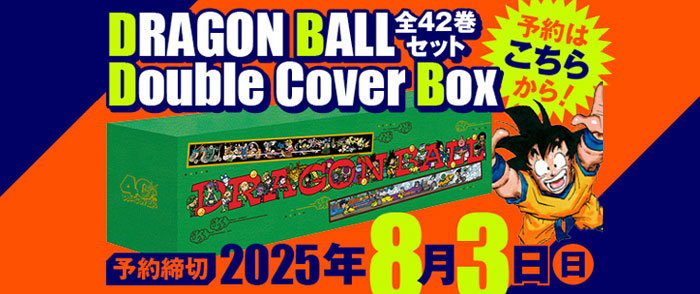 DRAGON BALL 全42巻
セット
Double Cover Box
予約は
こちら
から!
DRAGON BALL
予約締切 2025年8月3日(日)